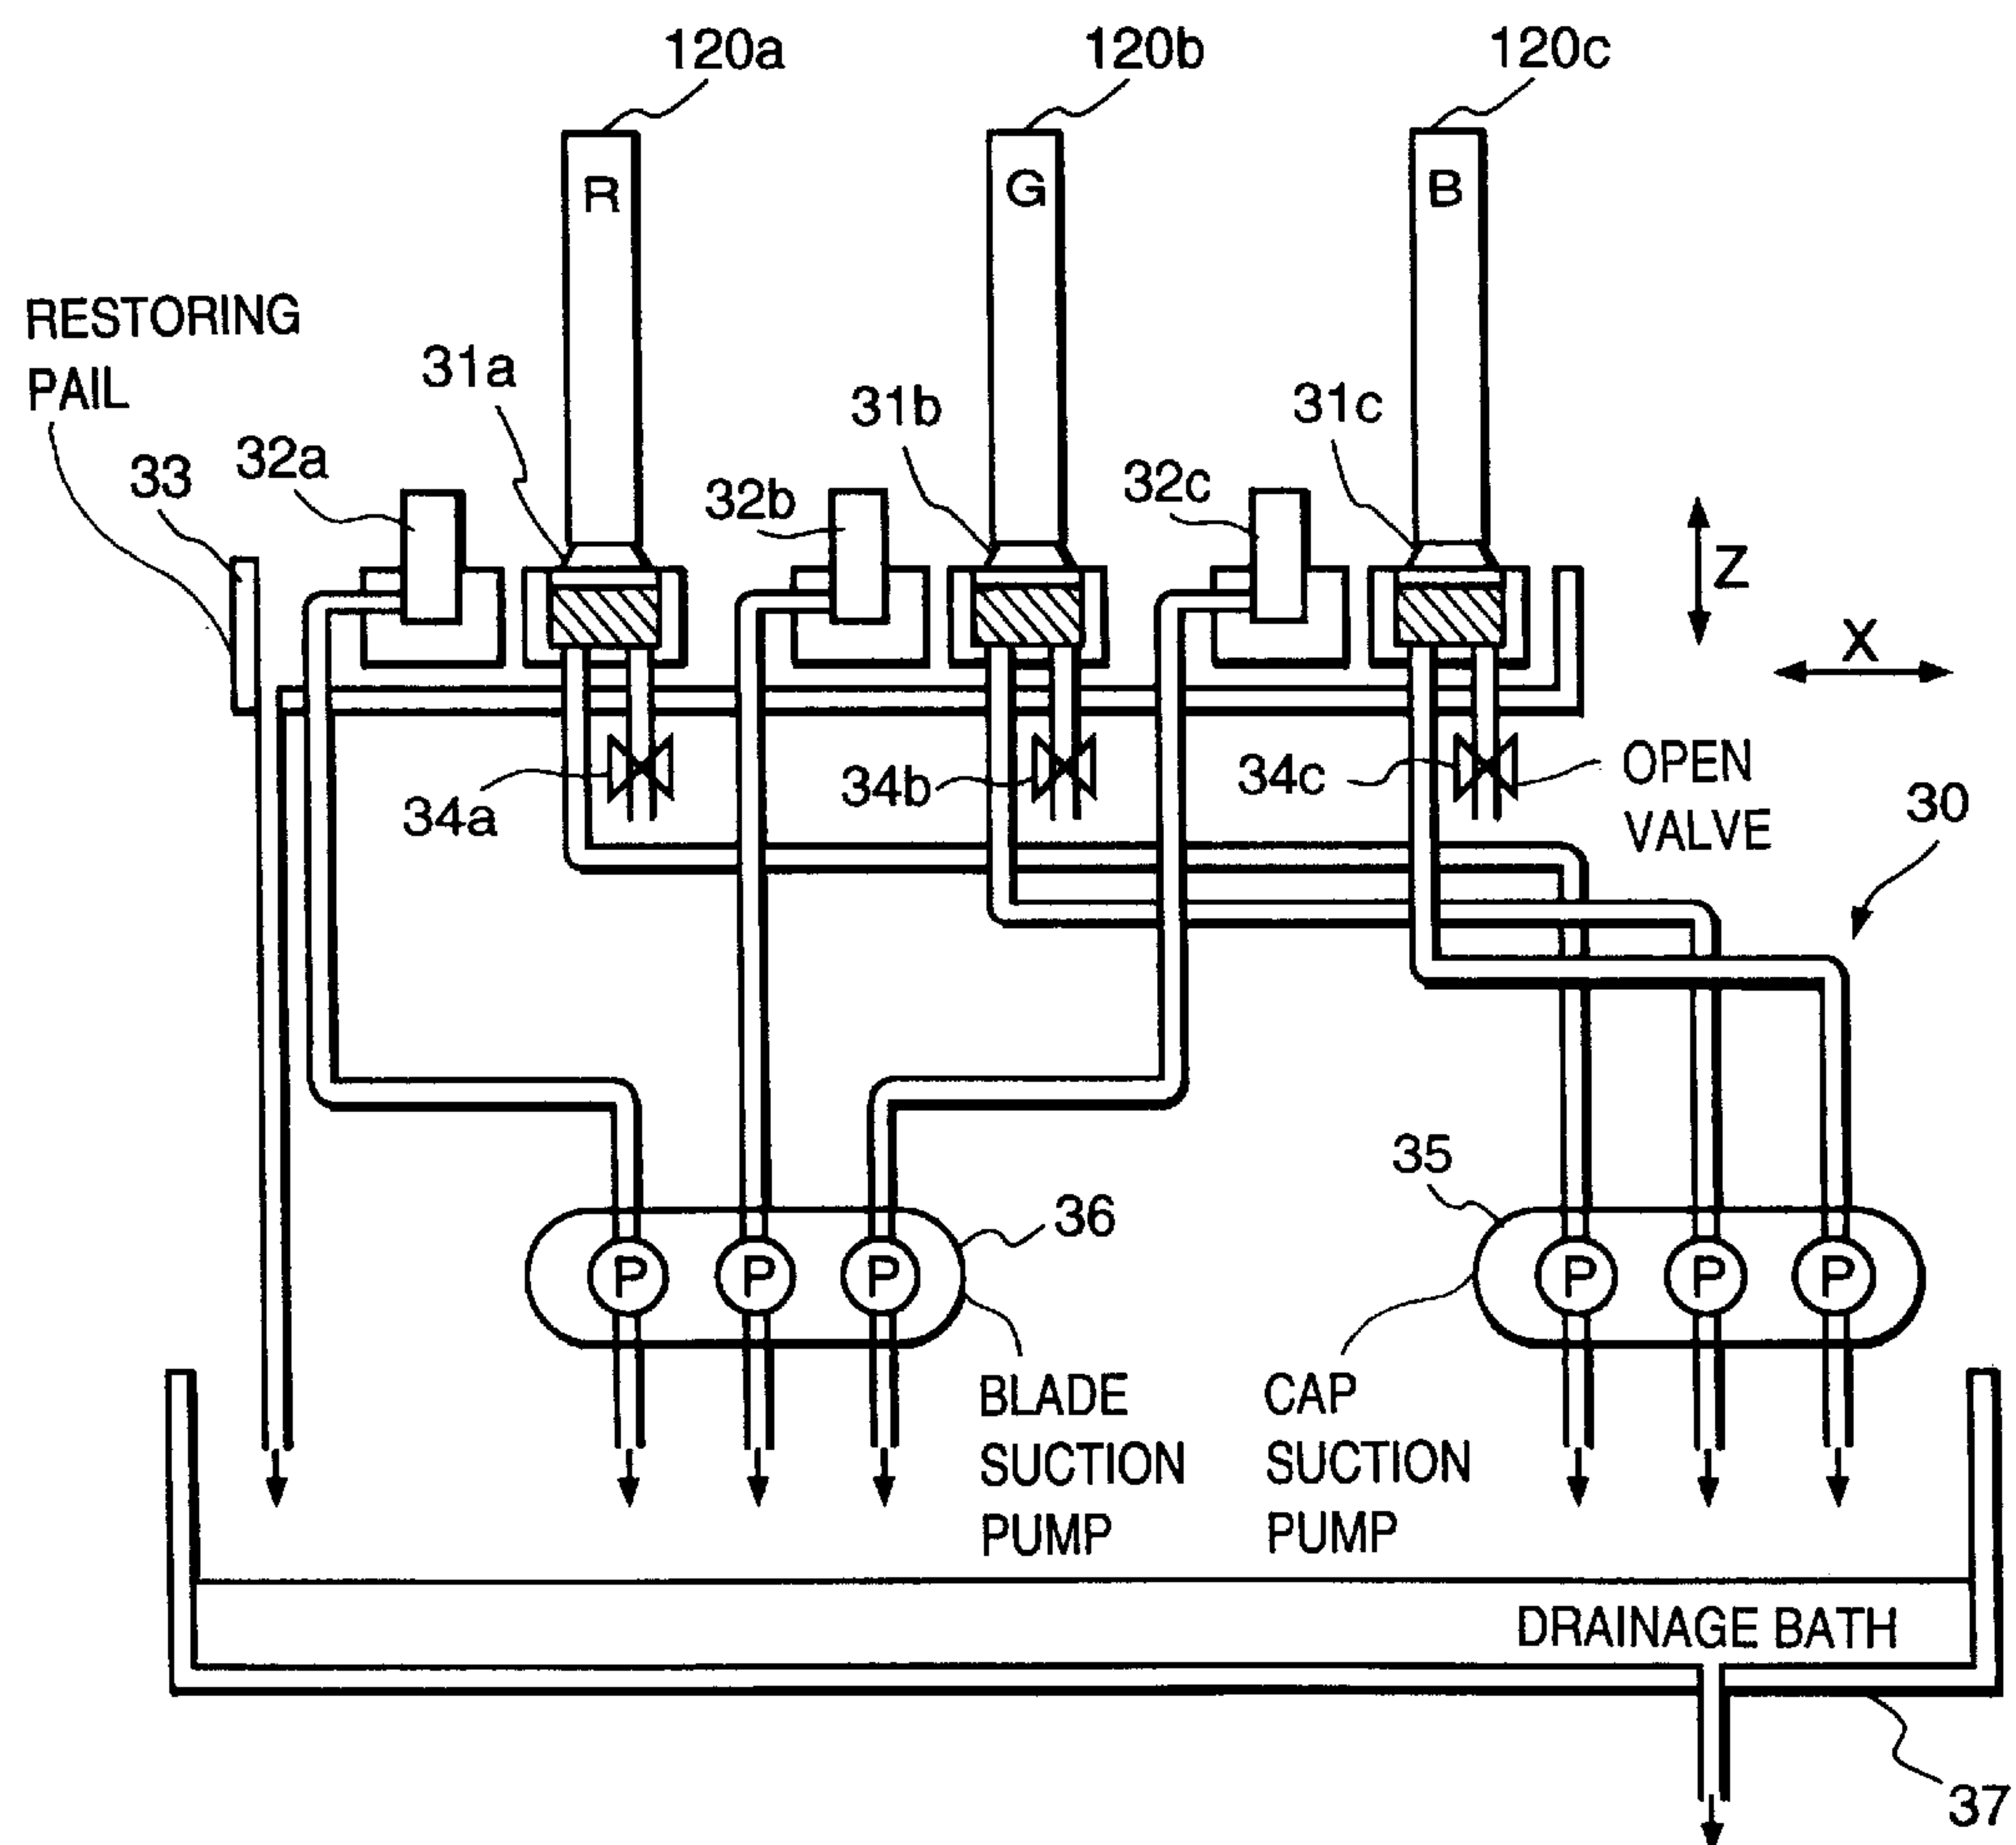 120a
120b
120c
R
G
B
RESTORING
PAIL
31a
31b
31c
33
32a
32b
32c
Z
X
34a
34b
34c
OPEN
VALVE
30
35
36
P
P
P
P
P
P
BLADE
SUCTION
PUMP
CAP
SUCTION
PUMP
DRAINAGE BATH
37